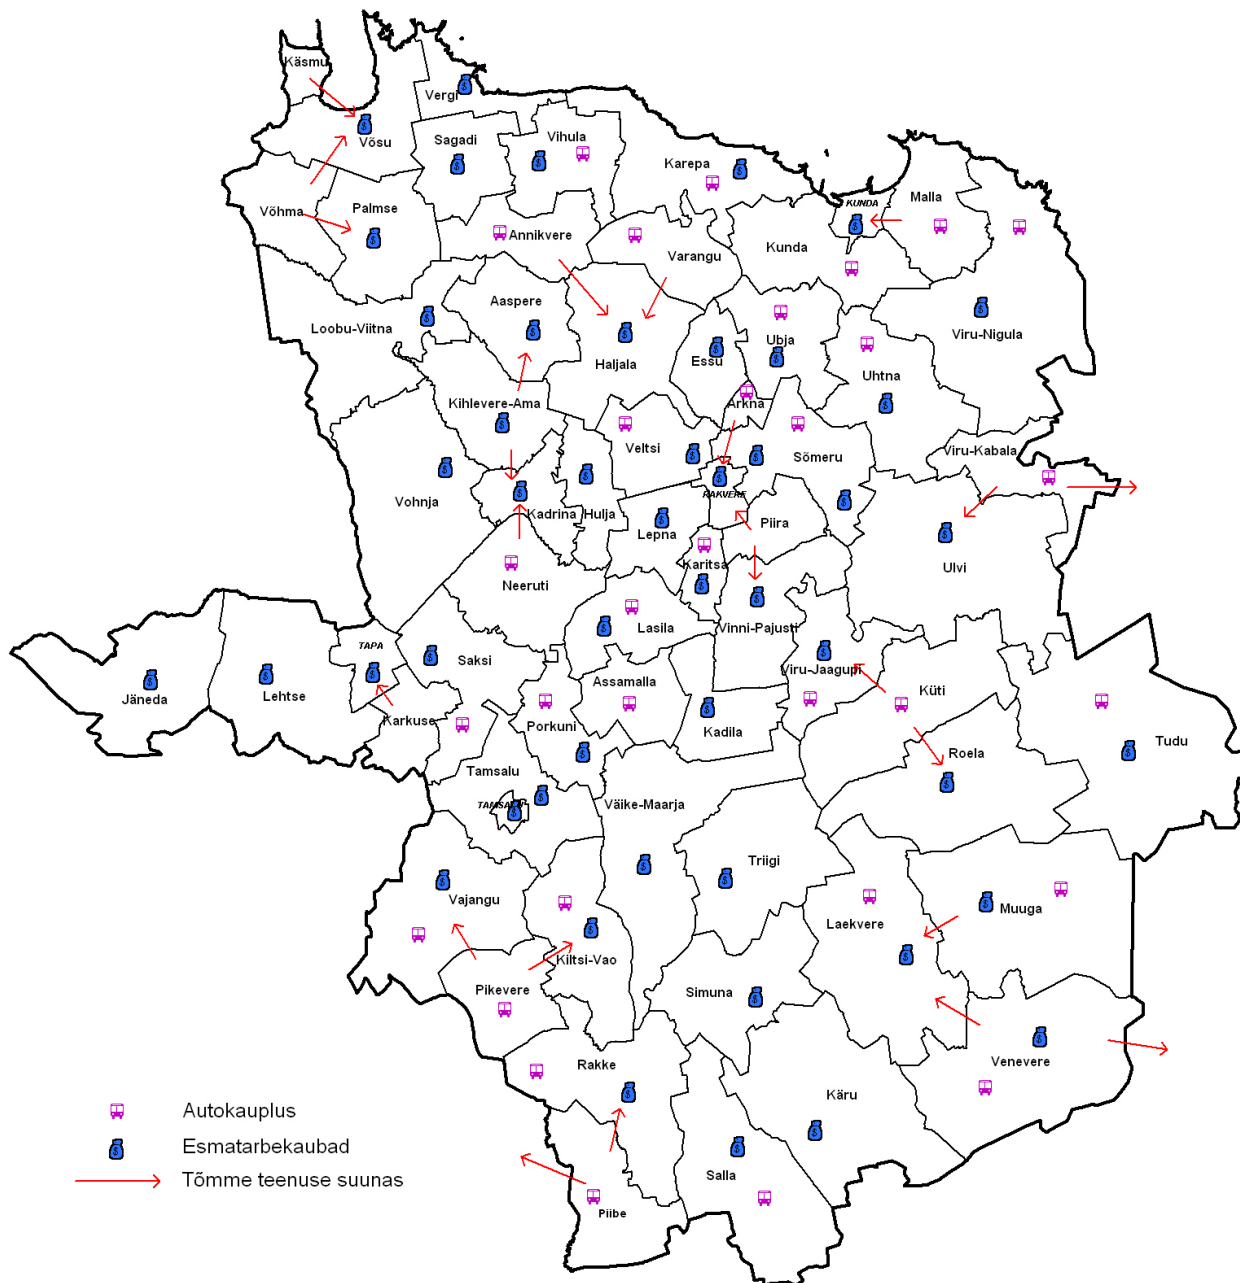 Käsmu
Vergi
Võsu
Sagadi
Vihula
Karepa
KUNDA
Malla
Võhma
Palmse
Annikvere
Varangu
Kunda
Aaspere
Loobu-Viitna
Haljala
Essu
Ubja
Viru-Nigula
Uhtna
Kihlevere-Ama
Arkna
Veltsi
Sõmeru
Viru-Kabala
Vohnja
RAKVERE
Kadrina
Hulja
Lepna
Piira
Karitsa
Ulvi
Neeruti
Lasila
Vinni-Pajusti
TAPA
Saksi
Viru-Jaagupi
Assamalla
Küti
Jäneda
Lehtse
Karkuse
Porkuni
Kadila
Tudu
Roela
Tamsalu
TAMSALU
Väike-Maarja
Triigi
Vajangu
Laekvere
Muuga
Kiltsi-Vao
Pikevere
Simuna
Venevere
Rakke
Käru
Salla
Piibe
Autokauplus
Esmatarbekaubad
Tõmme teenuse suunas